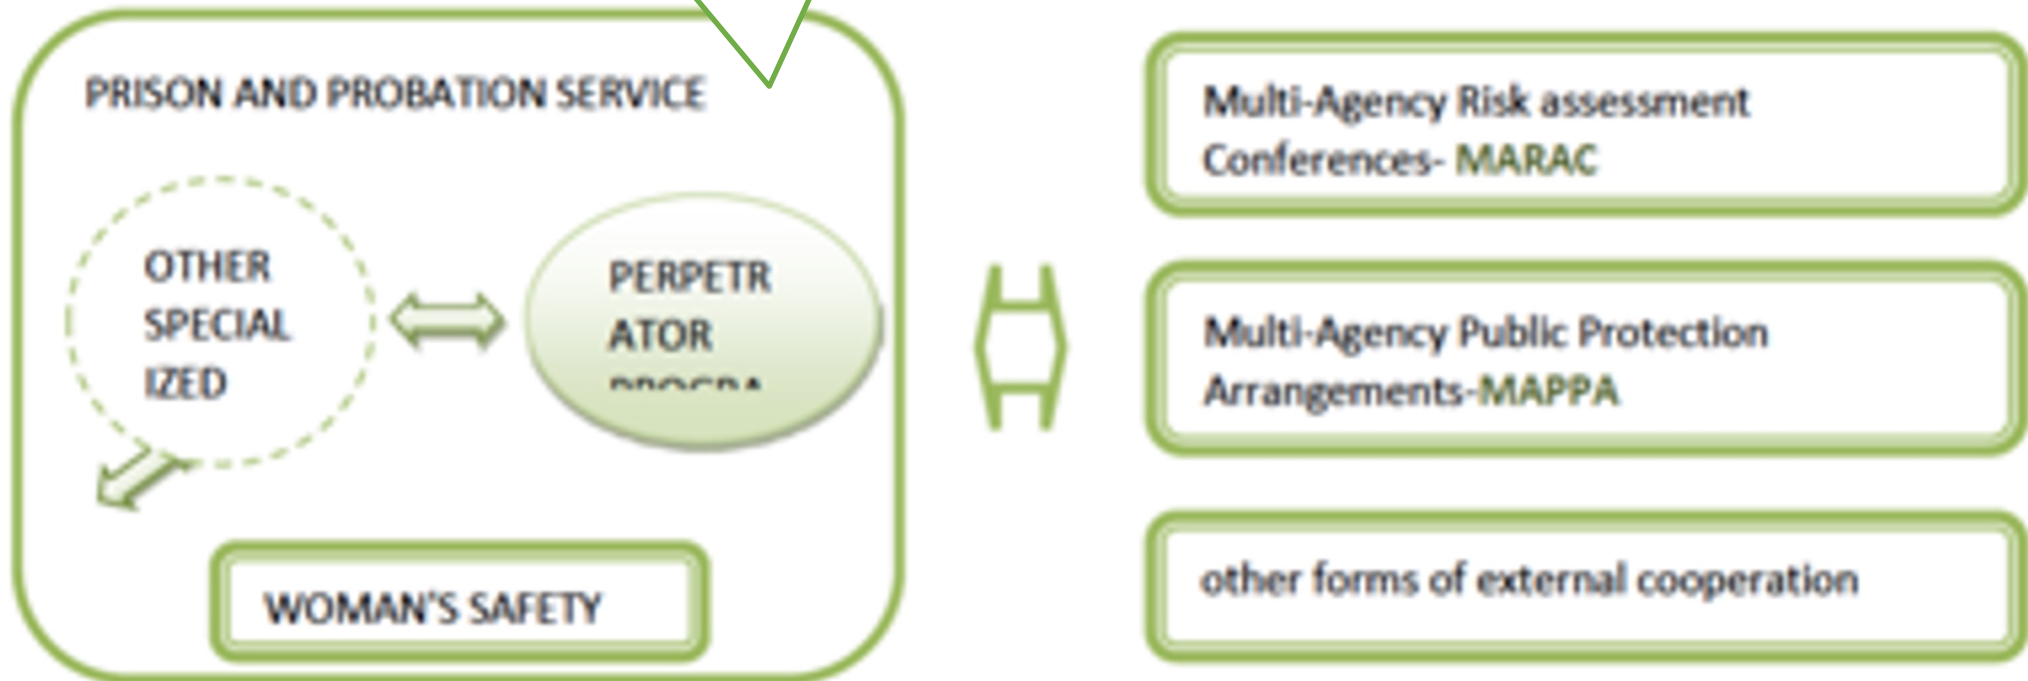 PRISON AND PROBATION SERVICE
OTHER
SPECIAL
IZED
PERPETR
ATOR
WOMAN'S SAFETY
Multi-Agency Risk assessment
Conferences- MARAC
Multi-Agency Public Protection
Arrangements-MAPPA
other forms of external cooperation